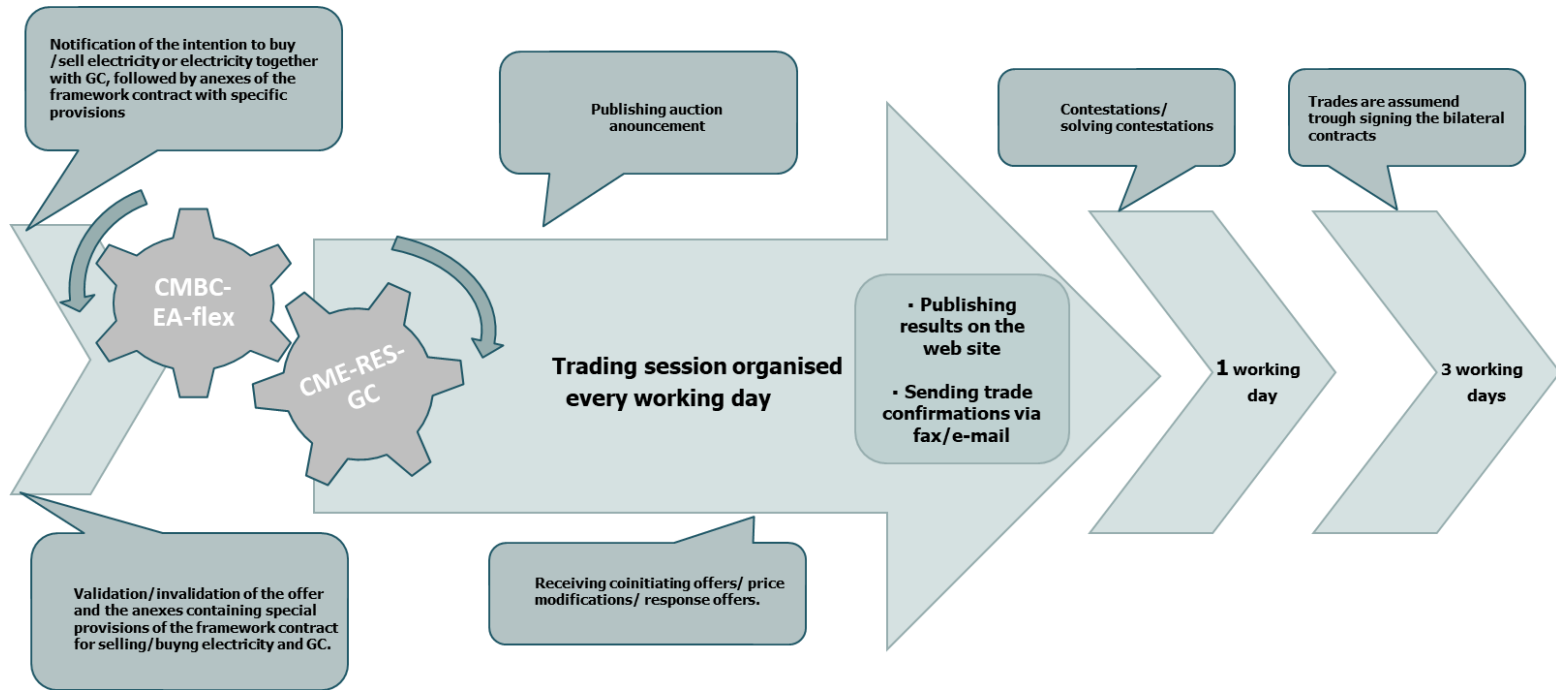 Notification of the intention to buy
/sell electricity or electricity together
with GC, followed by anexes of the
framework contract with specific
provisions
Publishing auction
anouncement
Contestations/
solving contestations
Trades are assumend
trough signing the bilateral
contracts
CMBC-
EA-flex
CME-RES-
GC
Trading session organised
every working day
▪ Publishing
results on the
web site
▪ Sending trade
confirmations via
fax/e-mail
1 working
day
3 working
days
Validation/invalidation of the offer
and the anexes containing special
provisions of the framework contract
for selling/buyng electricity and GC.
Receiving coinitiating offers/ price
modifications/ response offers.